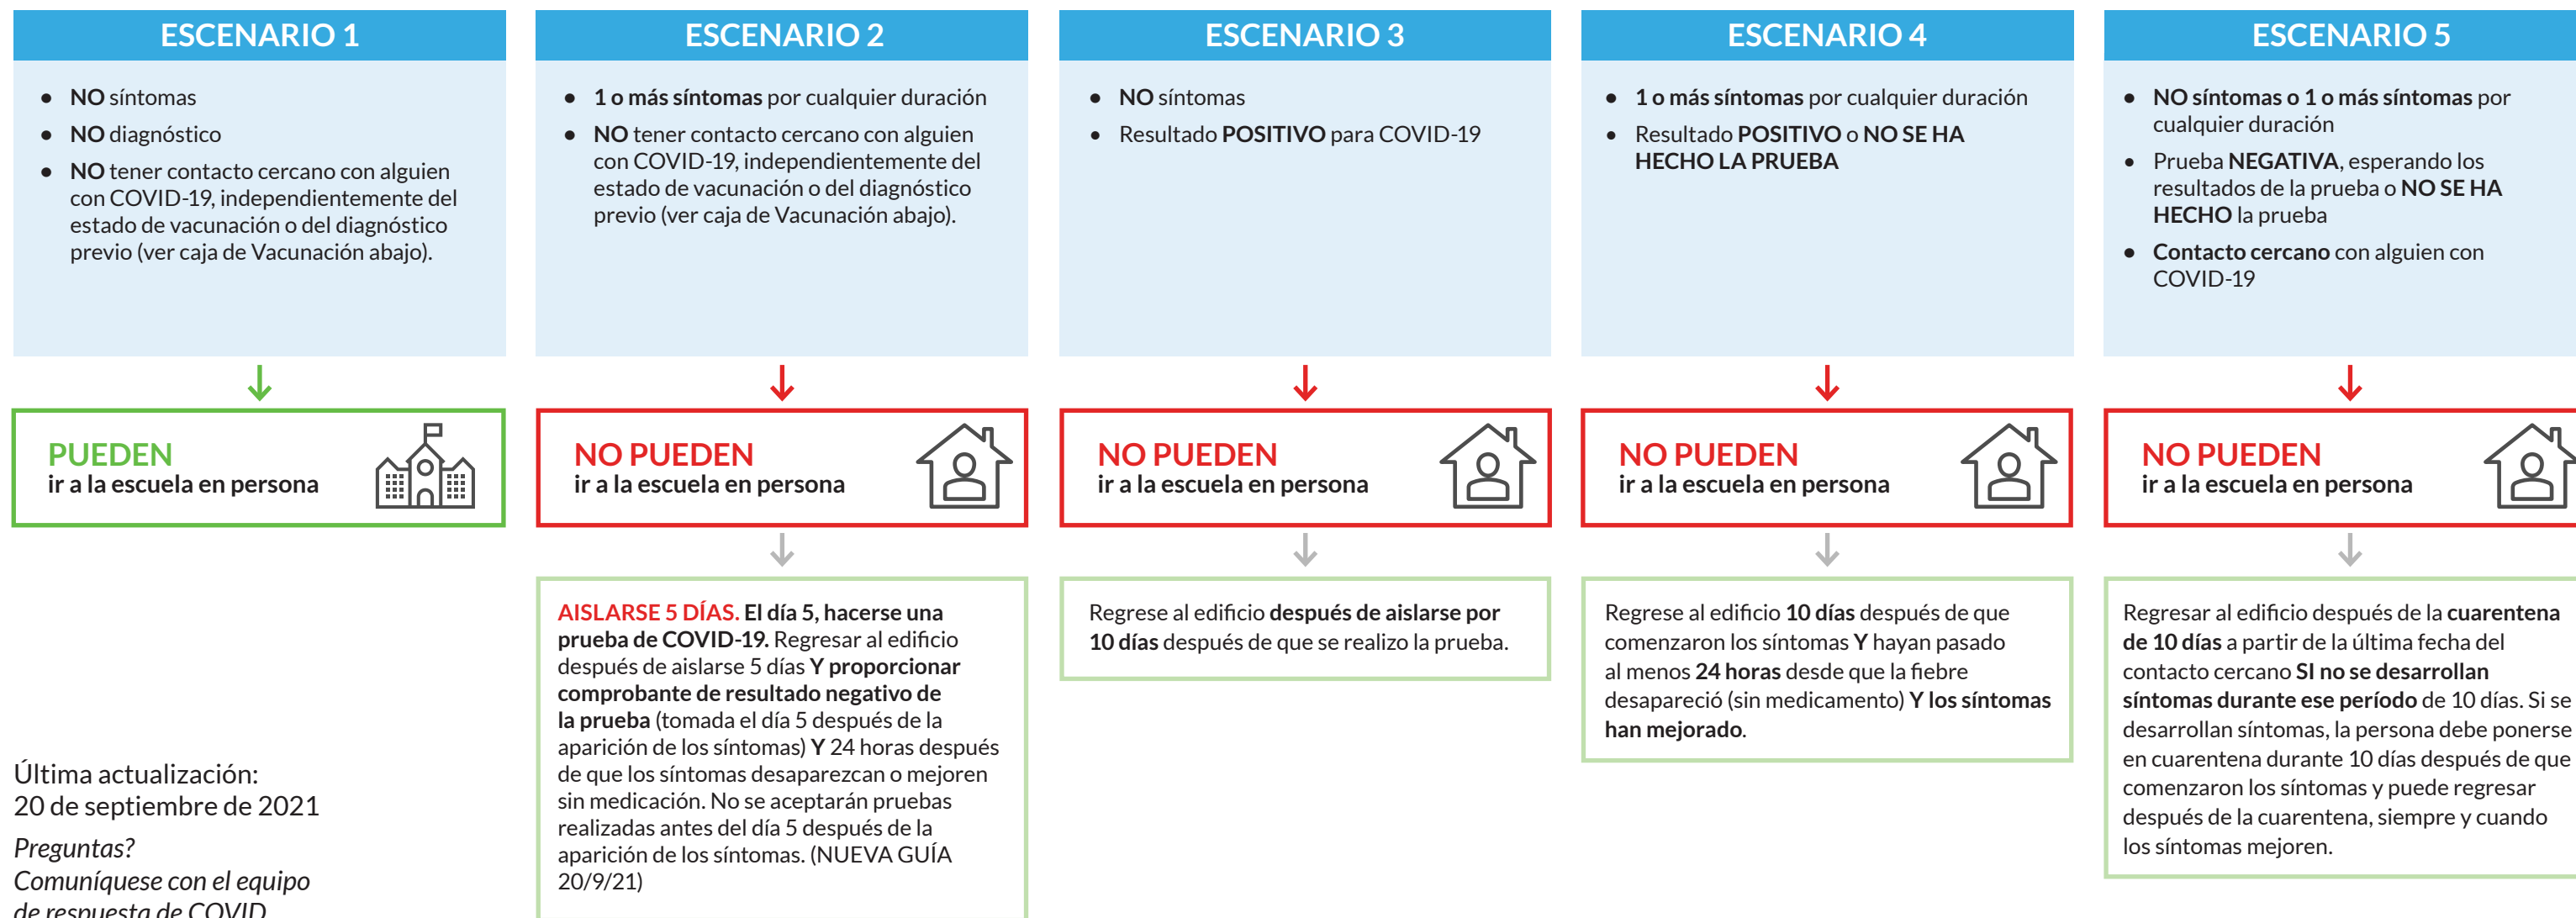 ESCENARIO 1
• NO síntomas
• NO diagnóstico
• NO tener contacto cercano con alguien
con COVID-19, independientemente del
estado de vacunación o del diagnóstico
previo (ver caja de Vacunación abajo).
PUEDEN
ir a la escuela en persona
ESCENARIO 2
• 1 o más síntomas por cualquier duración
• NO tener contacto cercano con alguien
con COVID-19, independientemente del
estado de vacunación o del diagnóstico
previo (ver caja de Vacunación abajo).
NO PUEDEN
ir a la escuela en persona
AISLARSE 5 DÍAS. El día 5, hacerse una
prueba de COVID-19. Regresar al edificio
después de aislarse 5 días Y proporcionar
comprobante de resultado negativo de
la prueba (tomada el día 5 después de la
aparición de los síntomas) Y 24 horas después
de que los síntomas desaparezcan o mejoren
sin medicación. No se aceptarán pruebas
realizadas antes del día 5 después de la
aparición de los síntomas. (NUEVA GUÍA
20/9/21)
ESCENARIO 3
• NO síntomas
• Resultado POSITIVO para COVID-19
NO PUEDEN
ir a la escuela en persona
Regrese al edificio después de aislarse por
10 días después de que se realizo la prueba.
ESCENARIO 4
• 1 o más síntomas por cualquier duración
• Resultado POSITIVO o NO SE HA
HECHO LA PRUEBA
NO PUEDEN
ir a la escuela en persona
Regrese al edificio 10 días después de que
comenzaron los síntomas Y hayan pasado
al menos 24 horas desde que la fiebre
desapareció (sin medicamento) Y los síntomas
han mejorado.
ESCENARIO 5
• NO síntomas o 1 o más síntomas por
cualquier duración
• Prueba NEGATIVA, esperando los
resultados de la prueba o NO SE HA
HECHO la prueba
• Contacto cercano con alguien con
COVID-19
NO PUEDEN
ir a la escuela en persona
Regresar al edificio después de la cuarentena
de 10 días a partir de la última fecha del
contacto cercano SI no se desarrollan
síntomas durante ese período de 10 días. Si se
desarrollan síntomas, la persona debe ponerse
en cuarentena durante 10 días después de que
comenzaron los síntomas y puede regresar
después de la cuarentena, siempre y cuando
los síntomas mejoren.
Última actualización:
20 de septiembre de 2021
Preguntas?
Comuníquese con el equipo
de respuesta de COVID